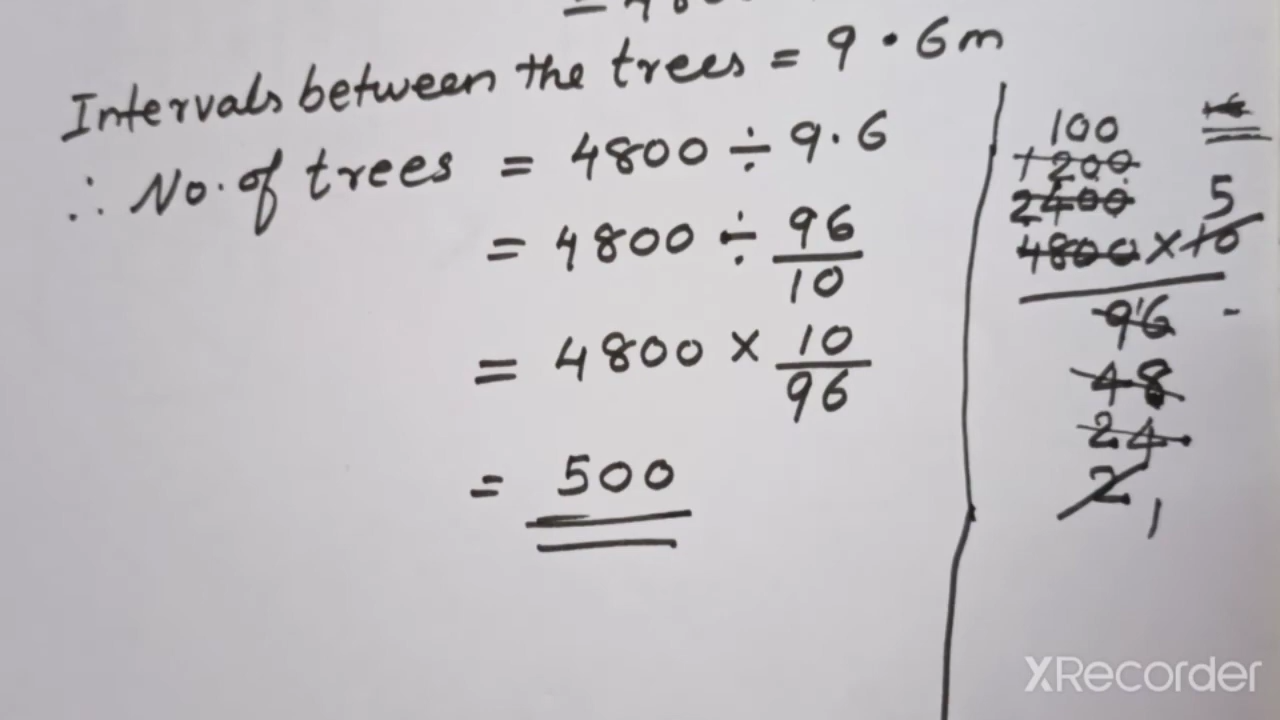 Intervals between the trees = 9.6m
∴ No. of trees = 4800 ÷ 9.6
= 4800 ÷ 96/10
= 4800 × 10/96
= 500
100
1200
2400 5
4800 × 10
96
48
24
2 1
XRecorder